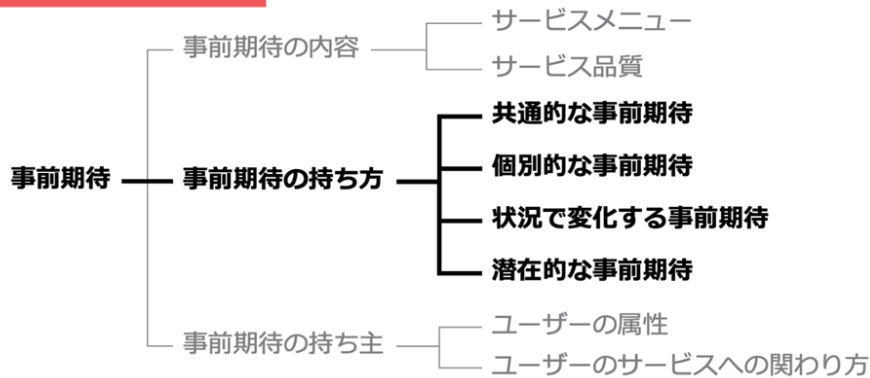 事前期待
事前期待の内容
サービスメニュー
サービス品質
事前期待の持ち方
共通的な事前期待
個別的な事前期待
状況で変化する事前期待
潜在的な事前期待
事前期待の持ち主
ユーザーの属性
ユーザーのサービスへの関わり方